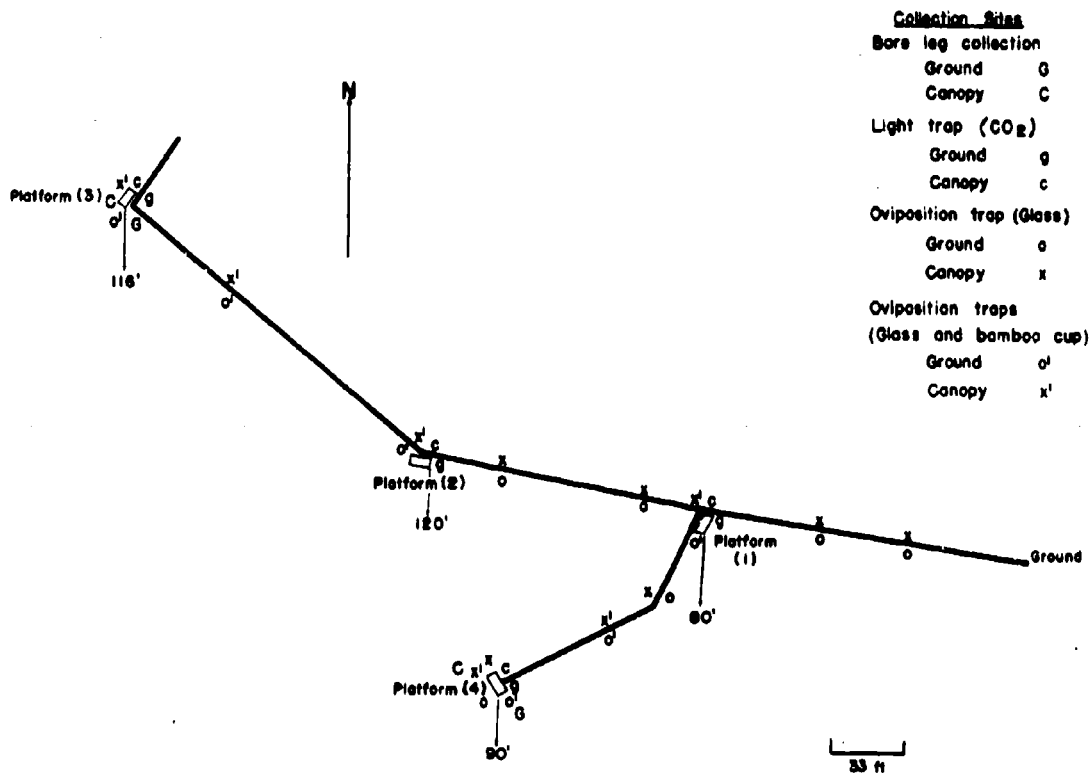 Collection Sites
Bare leg collection
Ground G
Canopy C
Light trap (CO2)
Ground g
Canopy c
Oviposition trap (Glass)
Ground o
Canopy x
Oviposition traps
(Glass and bamboo cup)
Ground o'
Canopy x'
N
x' c
Platform (3) C g
o' G
116'
x'
o'
x' c
o' g
Platform (2)
120'
x
o
x
o
x' c
g
o' Platform
(1)
80'
x
o
x
o
Ground
x o
x'
o'
C x' x c
Platform (4) g
o o' G
90'
33 ft